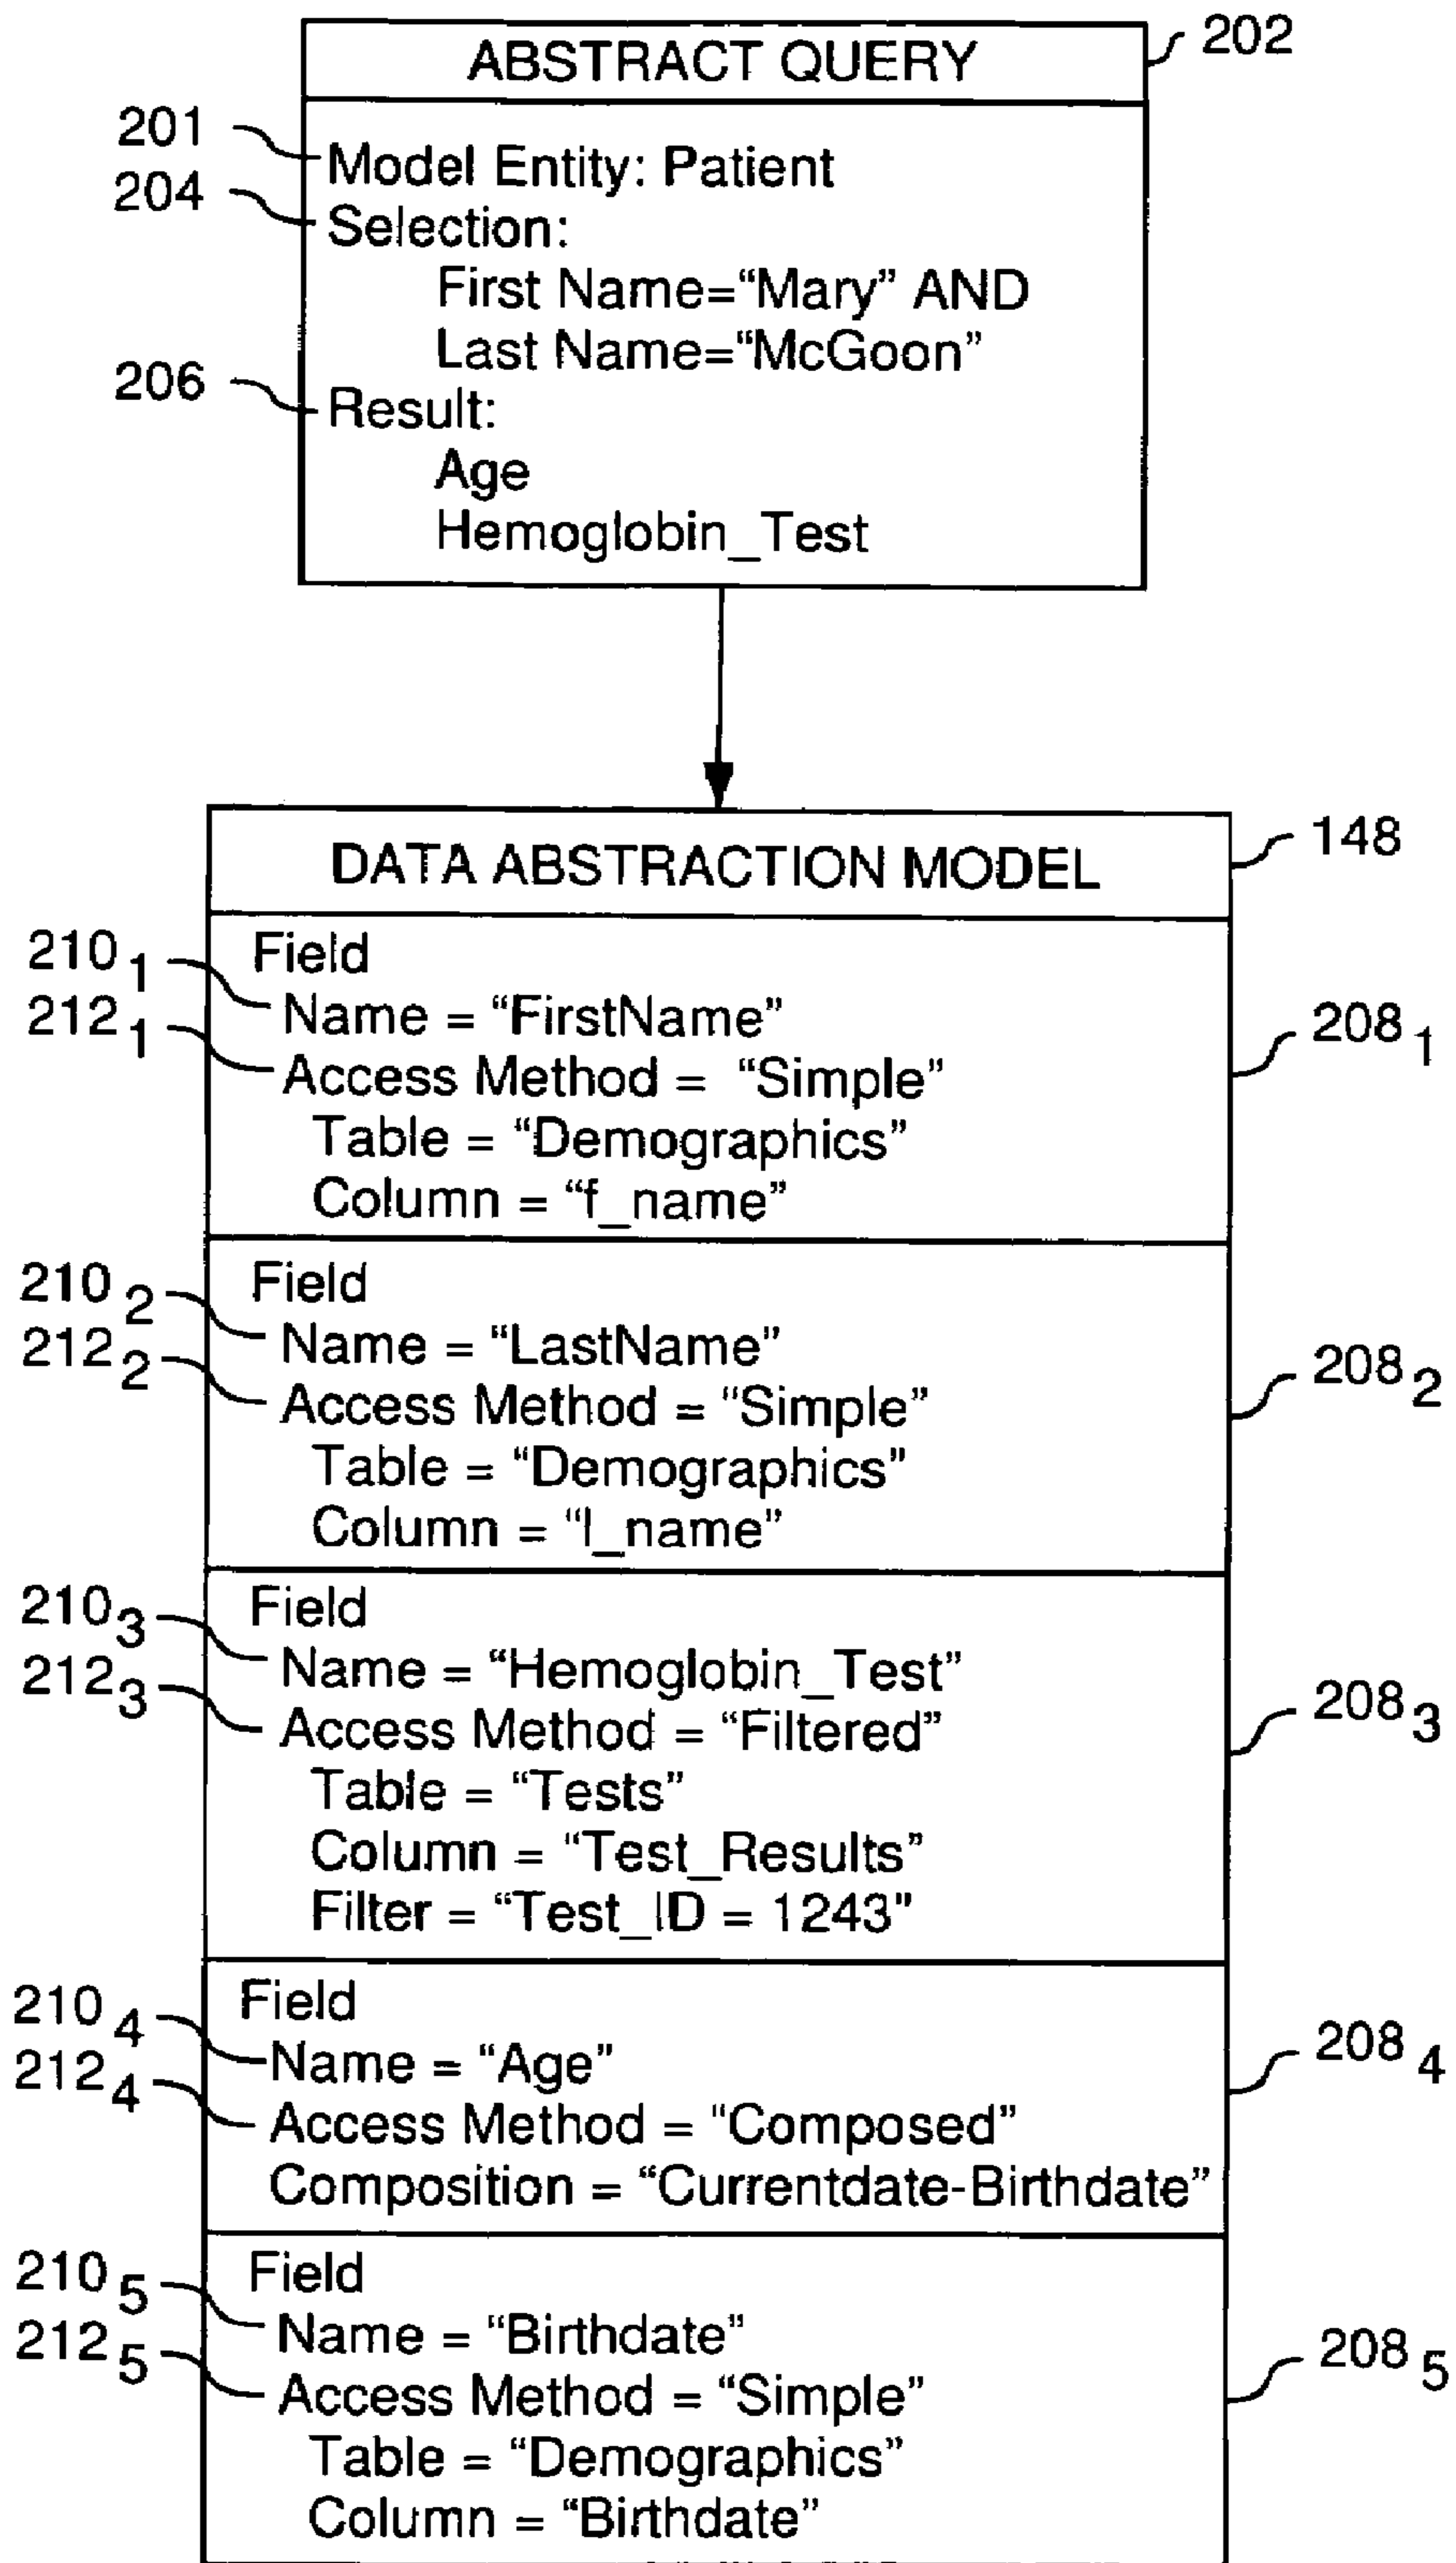 ABSTRACT QUERY
202
201
Model Entity: Patient
204
Selection:
First Name=“Mary” AND
Last Name=“McGoon”
206
Result:
Age
Hemoglobin_Test
DATA ABSTRACTION MODEL
148
Field
210 1
Name = “FirstName”
212 1
Access Method = “Simple”
208 1
Table = “Demographics”
Column = “f_name”
Field
210 2
Name = “LastName”
212 2
Access Method = “Simple”
208 2
Table = “Demographics”
Column = “l_name”
Field
210 3
Name = “Hemoglobin_Test”
212 3
Access Method = “Filtered”
208 3
Table = “Tests”
Column = “Test_Results”
Filter = “Test_ID = 1243”
Field
210 4
Name = “Age”
212 4
Access Method = “Composed”
208 4
Composition = “Currentdate-Birthdate”
Field
210 5
Name = “Birthdate”
212 5
Access Method = “Simple”
208 5
Table = “Demographics”
Column = “Birthdate”